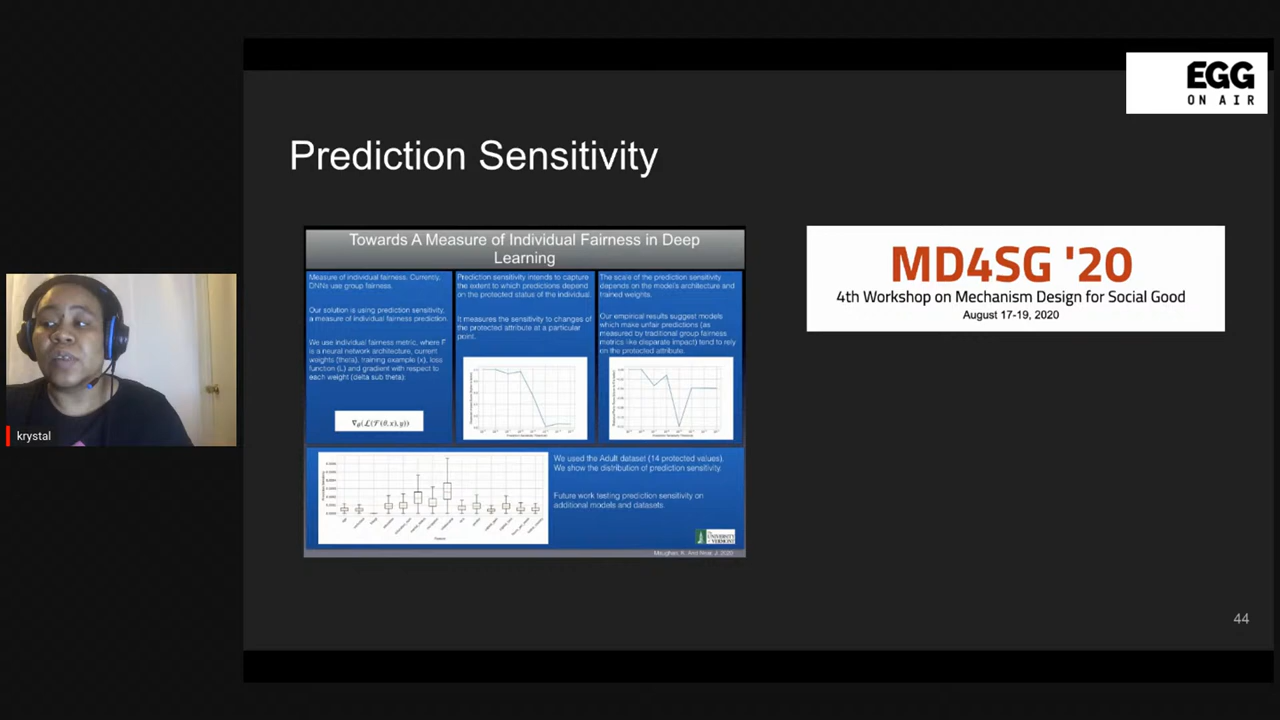 EGG
ON AIR
Prediction Sensitivity
Towards A Measure of Individual Fairness in Deep
Learning
Measure of individual fairness. Currently,
DNNs use group fairness.
Our solution is using prediction sensitivity,
a measure of individual fairness prediction.
We use individual fairness metric, where F
is a neural network architecture, current
weights (theta), training example (x), loss
function (L) and gradient with respect to
each weight (delta sub theta):
∇θ(ℒ(ℱ(θ, x), y))
Prediction sensitivity intends to capture
the extent to which predictions depend
on the protected status of the individual.
It measures the sensitivity to changes of
the protected attribute at a particular
point.
The scale of the prediction sensitivity
depends on the model's architecture and
trained weights.
Our empirical results suggest models
which make unfair predictions (as
measured by traditional group fairness
metrics like disparate impact) tend to rely
on the protected attribute.
We used the Adult dataset (14 protected values).
We show the distribution of prediction sensitivity.
Future work testing prediction sensitivity on
additional models and datasets.
UNIVERSITY
of VERMONT
Maughan, K. And Near, J. 2020
MD4SG '20
4th Workshop on Mechanism Design for Social Good
August 17-19, 2020
krystal
44